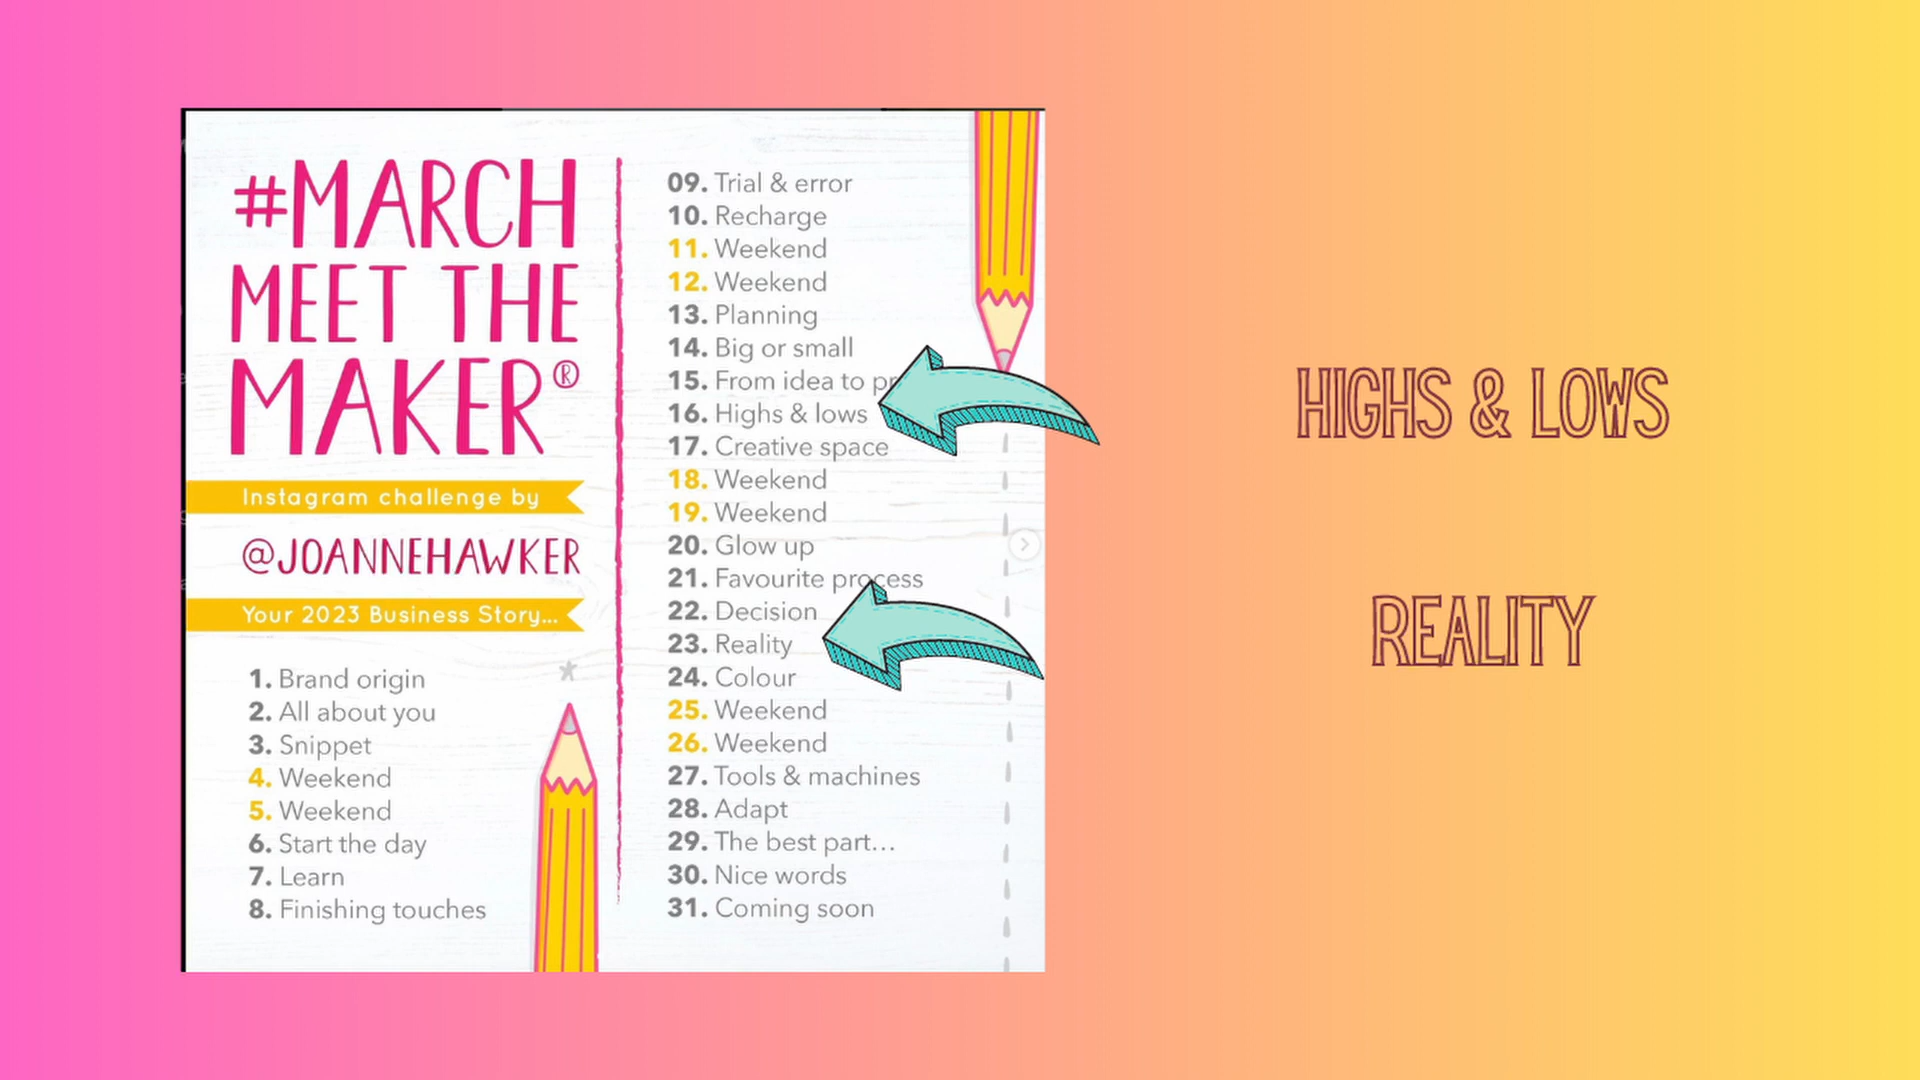 #MARCH
MEET THE
MAKER®
Instagram challenge by
@JOANNEHAWKER
Your 2023 Business Story...
1. Brand origin
2. All about you
3. Snippet
4. Weekend
5. Weekend
6. Start the day
7. Learn
8. Finishing touches
09. Trial & error
10. Recharge
11. Weekend
12. Weekend
13. Planning
14. Big or small
15. From idea to
16. Highs & lows
17. Creative space
18. Weekend
19. Weekend
20. Glow up
21. Favourite process
22. Decision
23. Reality
24. Colour
25. Weekend
26. Weekend
27. Tools & machines
28. Adapt
29. The best part...
30. Nice words
31. Coming soon
HIGHS & LOWS
REALITY